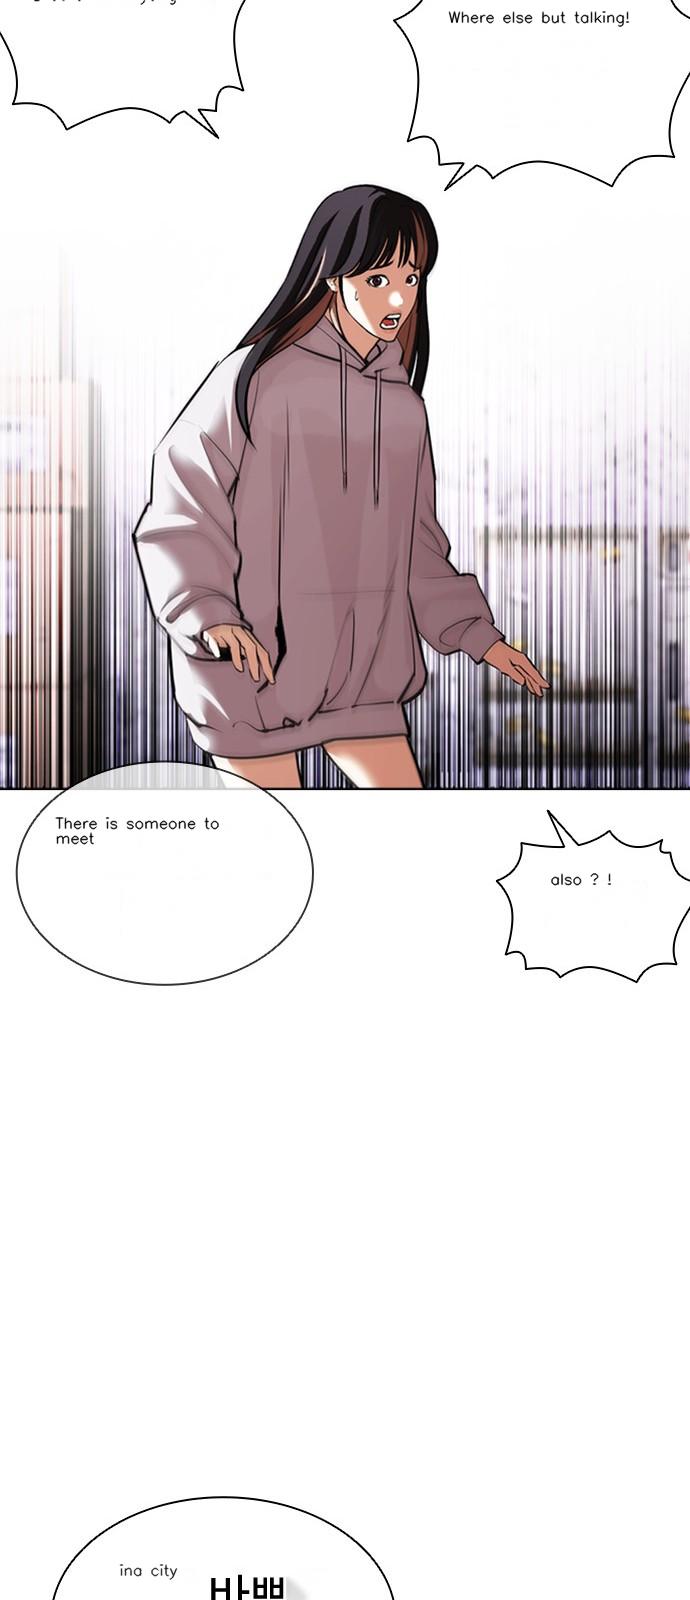 Where else but talking!
There is someone to
meet
also ? !
ina city
바빠